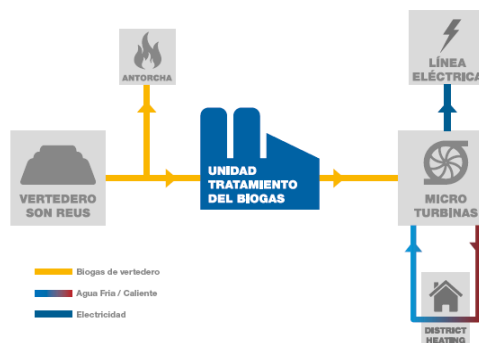 ANTORCHA
LÍNEA
ELÉCTRICA
VERTEDERO
SON REUS
UNIDAD
TRATAMIENTO
DEL BIOGAS
MICRO
TURBINAS
Biogas de vertedero
Agua Fria / Caliente
Electricidad
DISTRICT
HEATING